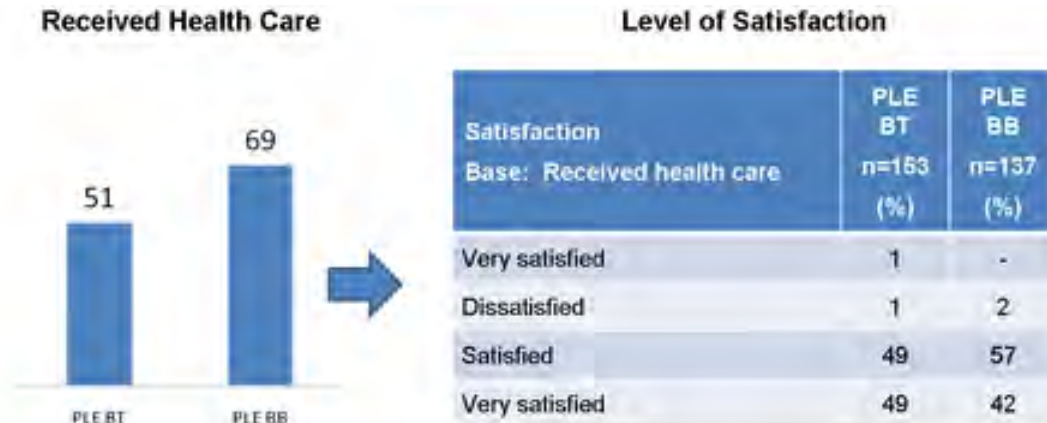 Received Health Care
69
51
PLE BT
PLE BB
Level of Satisfaction
Satisfaction
Base: Received health care
PLE
BT
n=153
(%)
PLE
BB
n=137
(%)
Very satisfied 1 -
Dissatisfied 1 2
Satisfied 49 57
Very satisfied 49 42